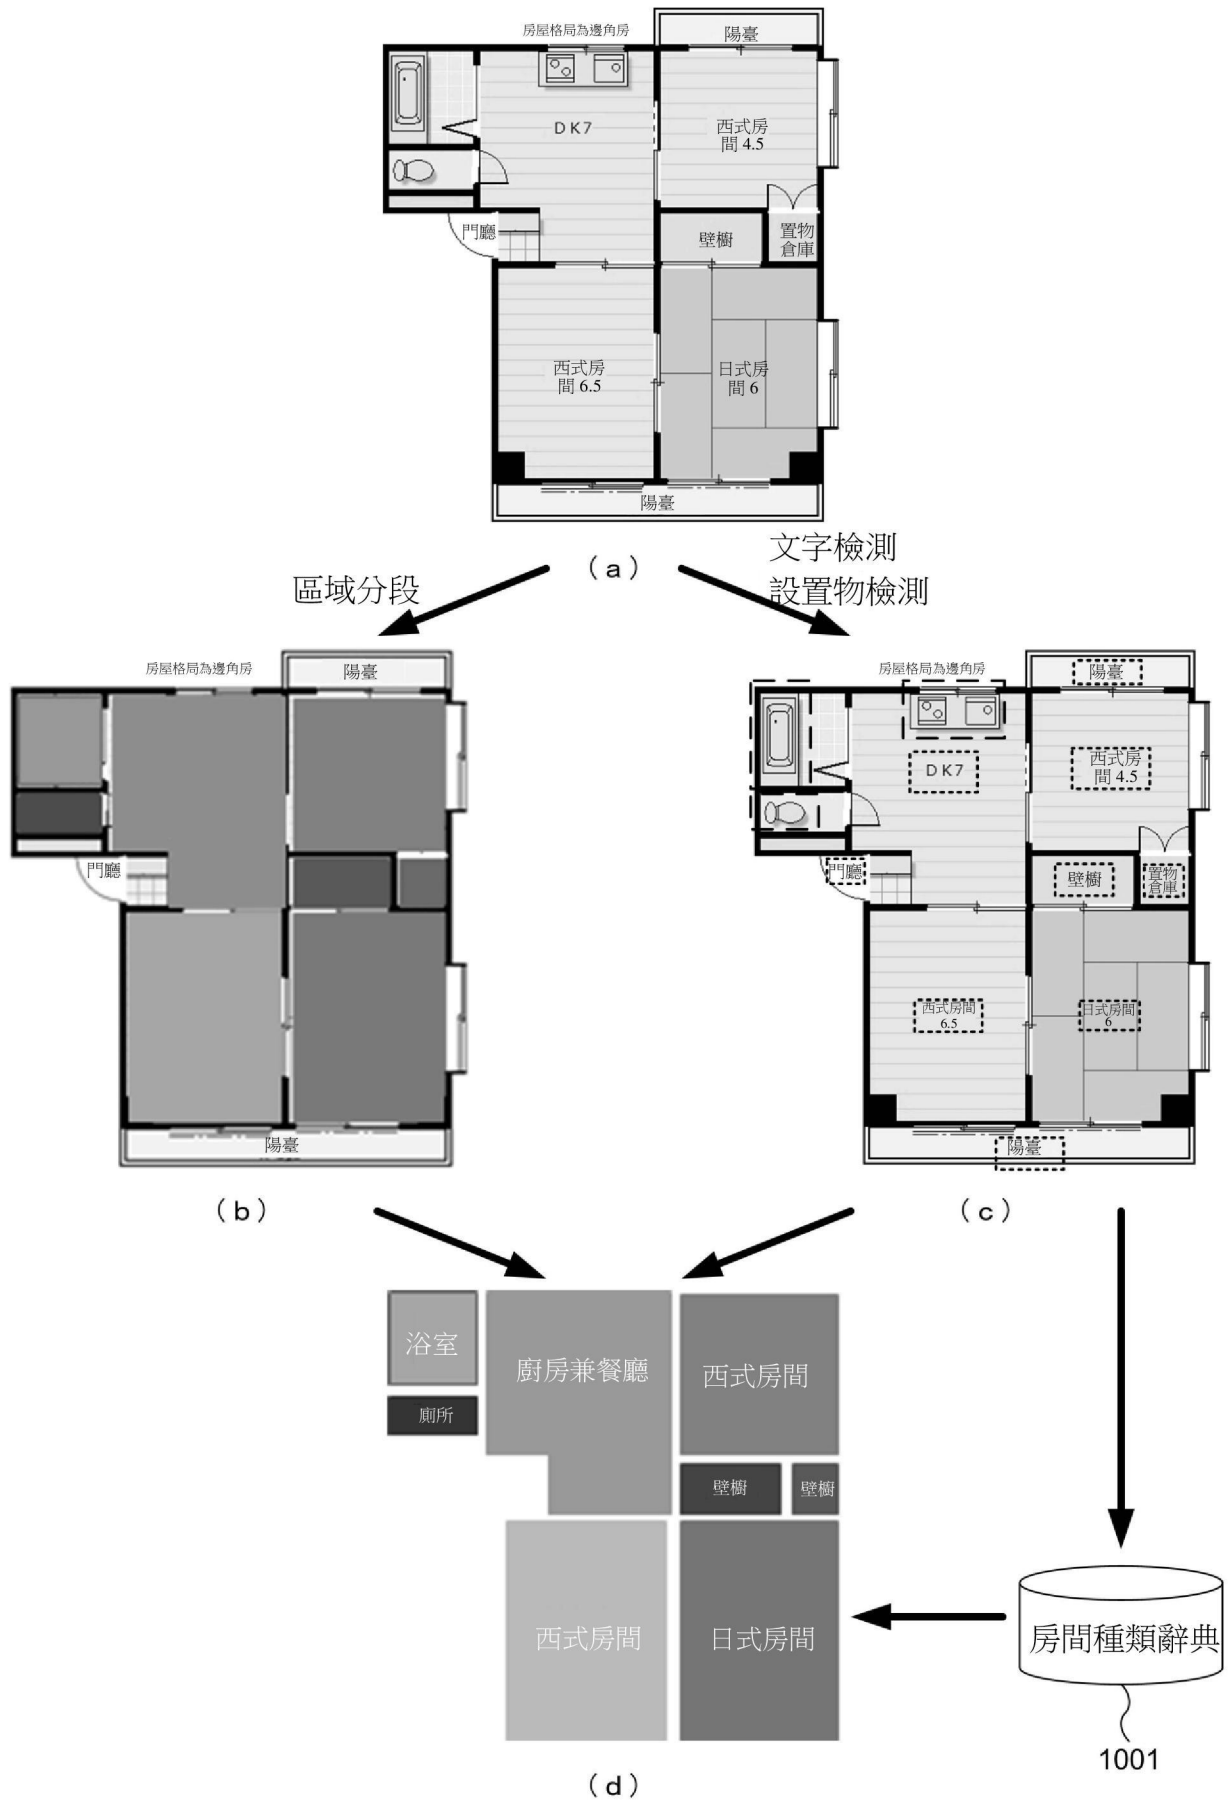 房屋格局為邊角房
陽臺
DK7
西式房
間 4.5
門廳
壁櫥
置物
倉庫
西式房
間 6.5
日式房
間 6
陽臺
(a)
區域分段
文字檢測
設置物檢測
房屋格局為邊角房
陽臺
門廳
陽臺
(b)
房屋格局為邊角房
陽臺
DK7
西式房
間 4.5
門廳
壁櫥
置物
倉庫
西式房間
6.5
日式房間
6
陽臺
(c)
浴室
廚房兼餐廳
西式房間
廁所
壁櫥
壁櫥
西式房間
日式房間
房間種類辭典
1001
(d)